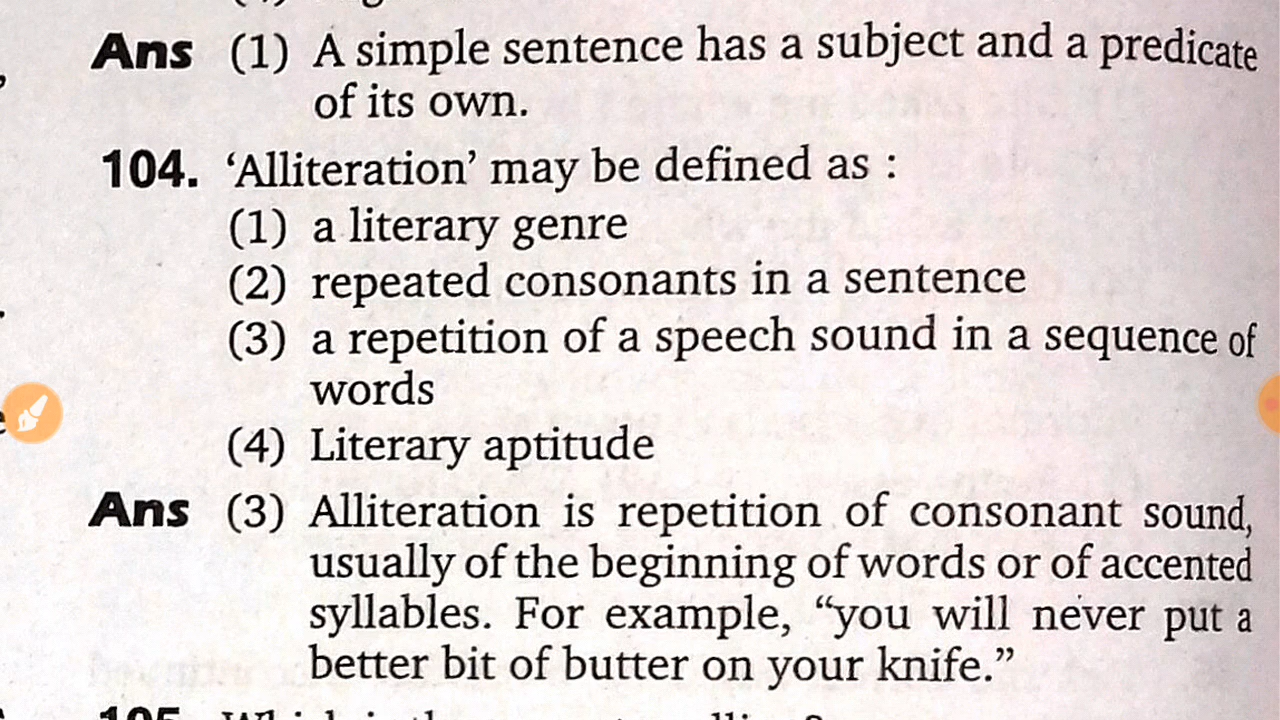 Ans (1) A simple sentence has a subject and a predicate
of its own.
104. ‘Alliteration’ may be defined as :
(1) a literary genre
(2) repeated consonants in a sentence
(3) a repetition of a speech sound in a sequence of
words
(4) Literary aptitude
Ans (3) Alliteration is repetition of consonant sound,
usually of the beginning of words or of accented
syllables. For example, “you will never put a
better bit of butter on your knife.”
105.